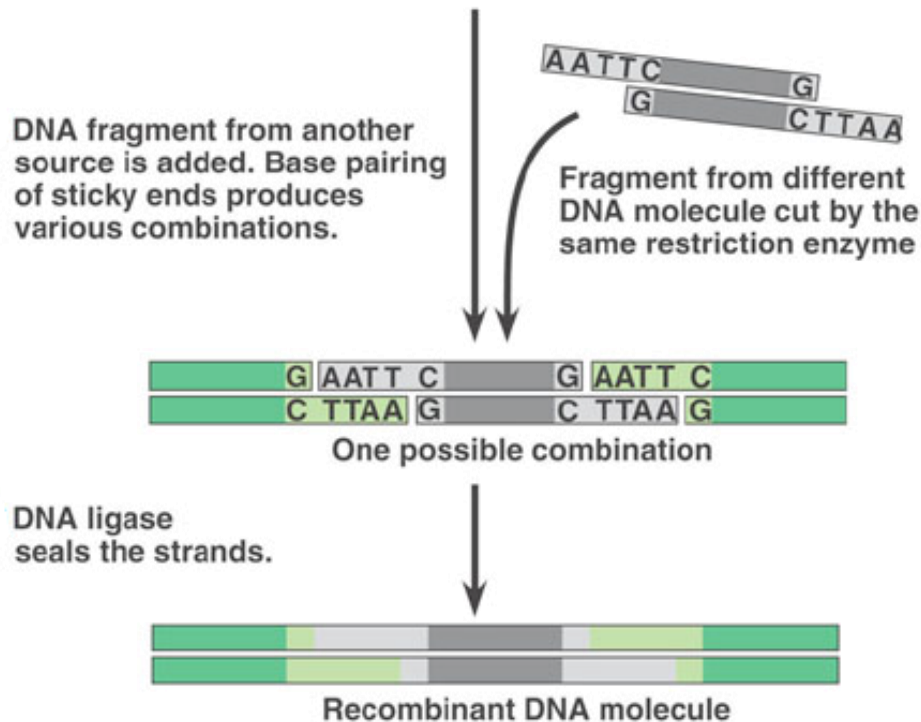 AATTC
G
G
CTTAA
DNA fragment from another
source is added. Base pairing
of sticky ends produces
various combinations.
Fragment from different
DNA molecule cut by the
same restriction enzyme
G AATT C G AATT C
C TTAA G C TTAA G
One possible combination
DNA ligase
seals the strands.
Recombinant DNA molecule